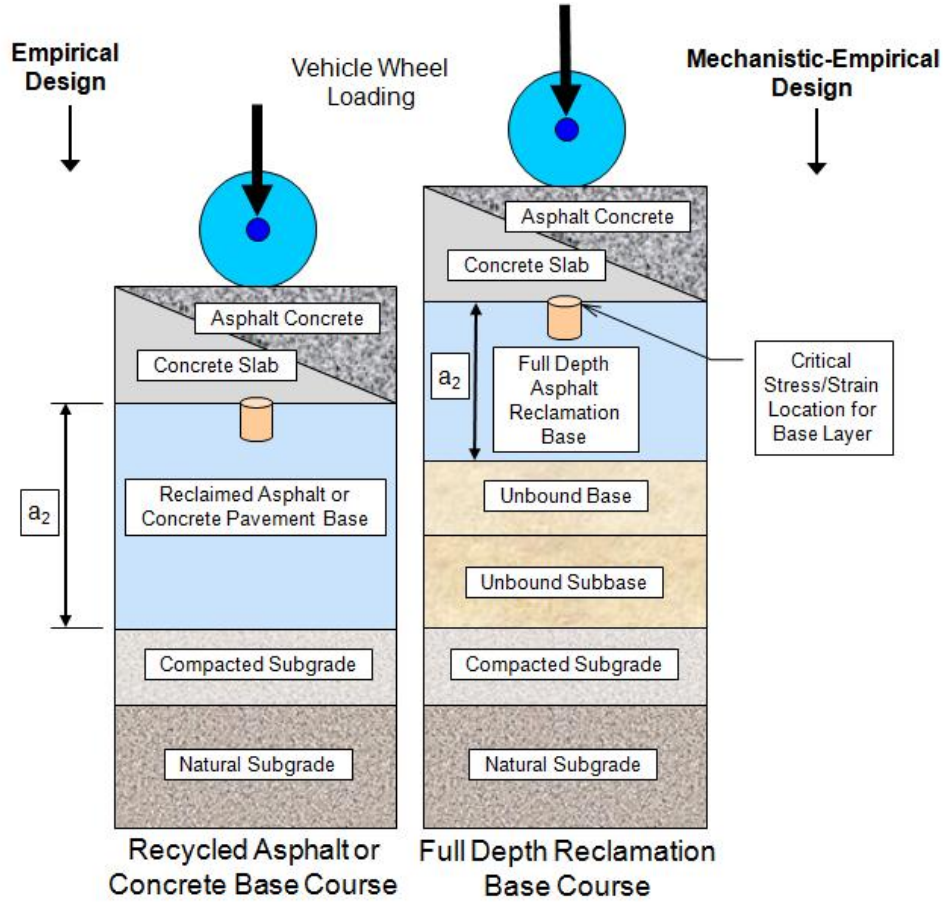 Empirical
Design
Vehicle Wheel
Loading
Mechanistic-Empirical
Design
Asphalt Concrete
Concrete Slab
a2
Reclaimed Asphalt or
Concrete Pavement Base
Compacted Subgrade
Natural Subgrade
Recycled Asphalt or
Concrete Base Course
Asphalt Concrete
Concrete Slab
a2
Full Depth
Asphalt
Reclamation
Base
Unbound Base
Unbound Subbase
Compacted Subgrade
Natural Subgrade
Full Depth Reclamation
Base Course
Critical
Stress/Strain
Location for
Base Layer